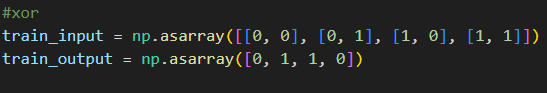 #xor
train_input = np.asarray([[0, 0], [0, 1], [1, 0], [1, 1]])
train_output = np.asarray([0, 1, 1, 0])